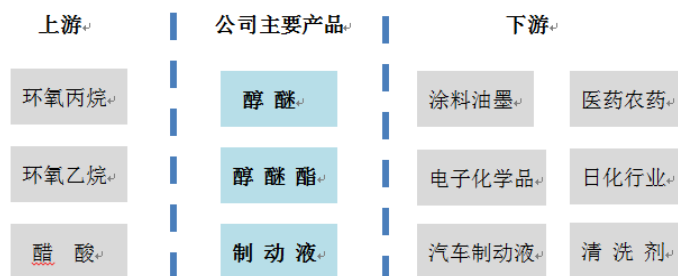 上游 公司主要产品 下游
环氧丙烷 醇 醚 涂料油墨 医药农药
环氧乙烷 醇 醚 酯 电子化学品 日化行业
醋 酸 制 动 液 汽车制动液 清 洗 剂